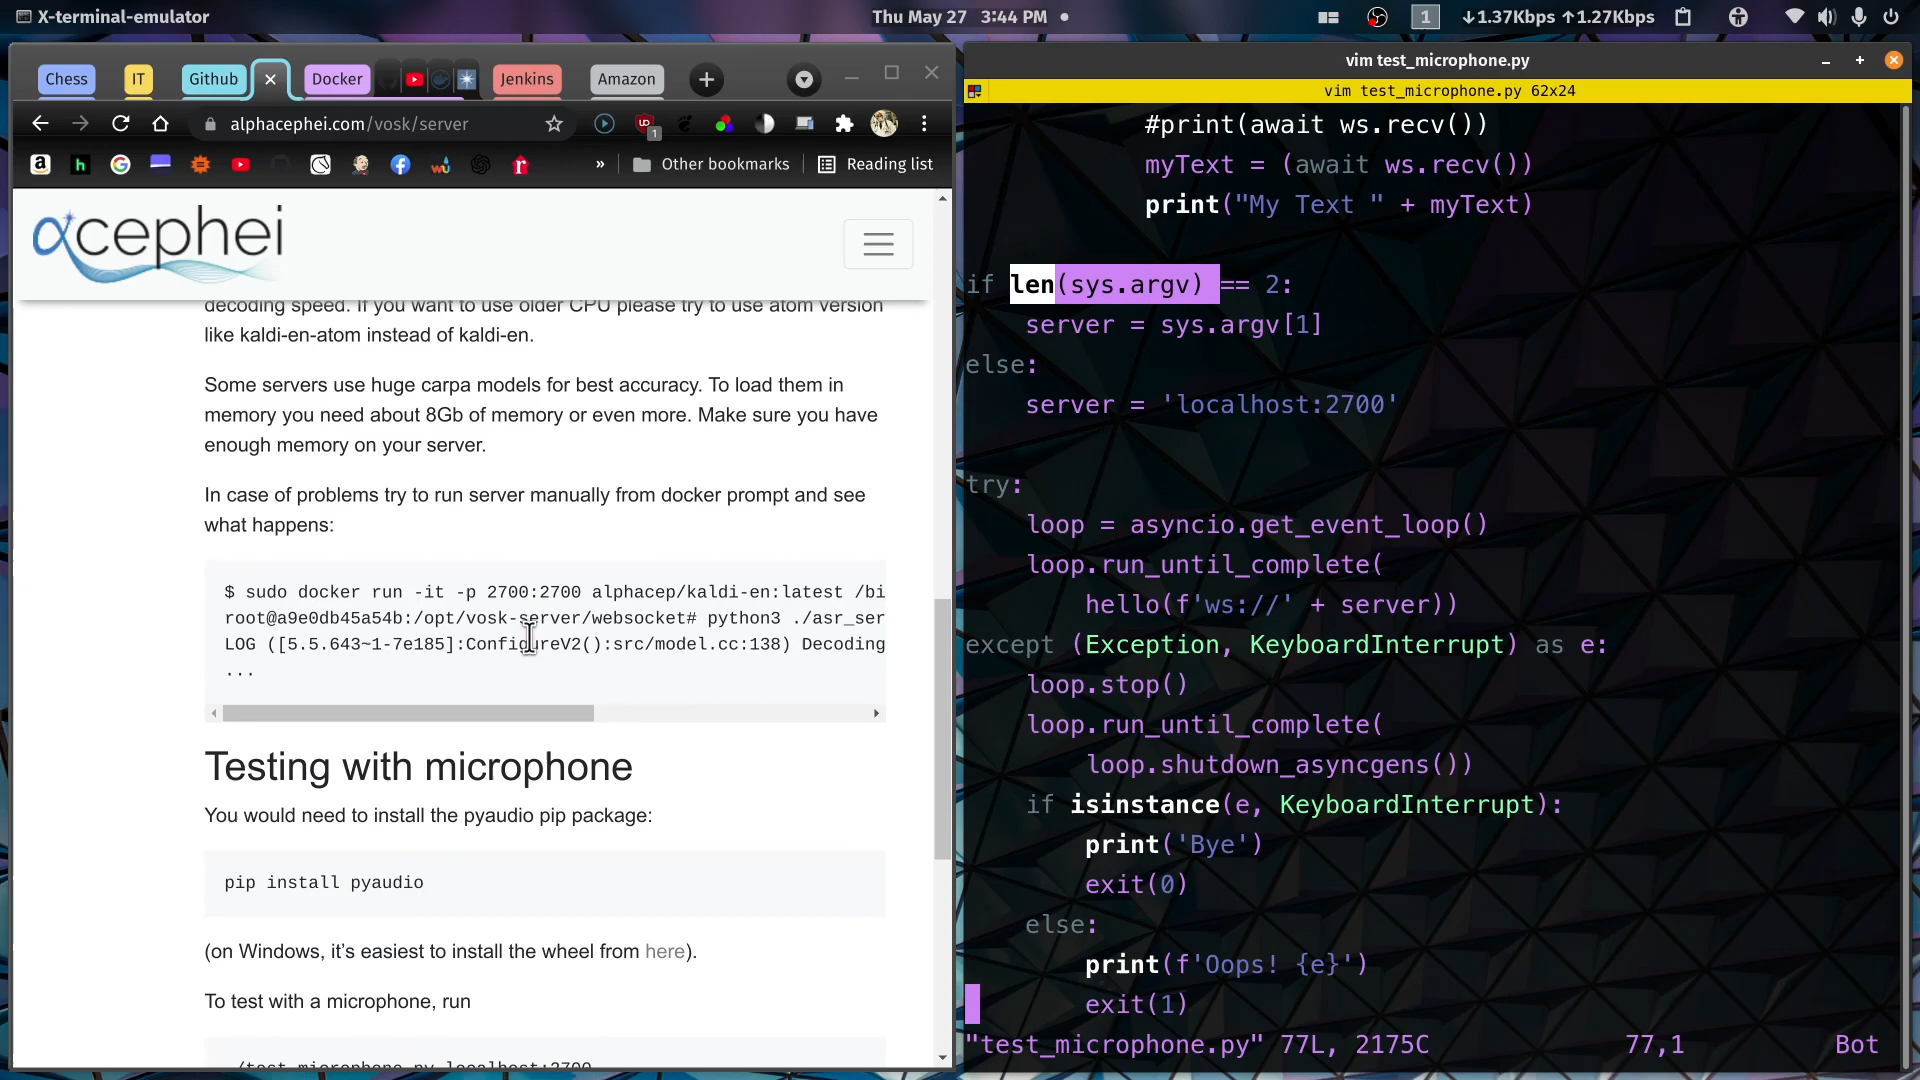 X-terminal-emulator
Thu May 27 3:44 PM
1
↓1.37Kbps ↑1.27Kbps
Chess
IT
Github
Docker
Jenkins
Amazon
alphacephei.com/vosk/server
1
Other bookmarks
Reading list
αcephei
decoding speed. If you want to use older CPU please try to use atom version
like kaldi-en-atom instead of kaldi-en.
Some servers use huge carpa models for best accuracy. To load them in
memory you need about 8Gb of memory or even more. Make sure you have
enough memory on your server.
In case of problems try to run server manually from docker prompt and see
what happens:
$ sudo docker run -it -p 2700:2700 alphacep/kaldi-en:latest /bi
root@a9e0db45a54b:/opt/vosk-server/websocket# python3 ./asr_ser
LOG ([5.5.643~1-7e185]:ConfigureV2():src/model.cc:138) Decoding
...
Testing with microphone
You would need to install the pyaudio pip package:
pip install pyaudio
(on Windows, it's easiest to install the wheel from here).
To test with a microphone, run
./test_microphone.py localhost:2700
vim test_microphone.py
vim test_microphone.py 62x24
#print(await ws.recv())
myText = (await ws.recv())
print("My Text " + myText)
if len(sys.argv) == 2:
server = sys.argv[1]
else:
server = 'localhost:2700'
try:
loop = asyncio.get_event_loop()
loop.run_until_complete(
hello(f'ws://' + server))
except (Exception, KeyboardInterrupt) as e:
loop.stop()
loop.run_until_complete(
loop.shutdown_asyncgens())
if isinstance(e, KeyboardInterrupt):
print('Bye')
exit(0)
else:
print(f'Oops! {e}')
exit(1)
"test_microphone.py" 77L, 2175C 77,1 Bot